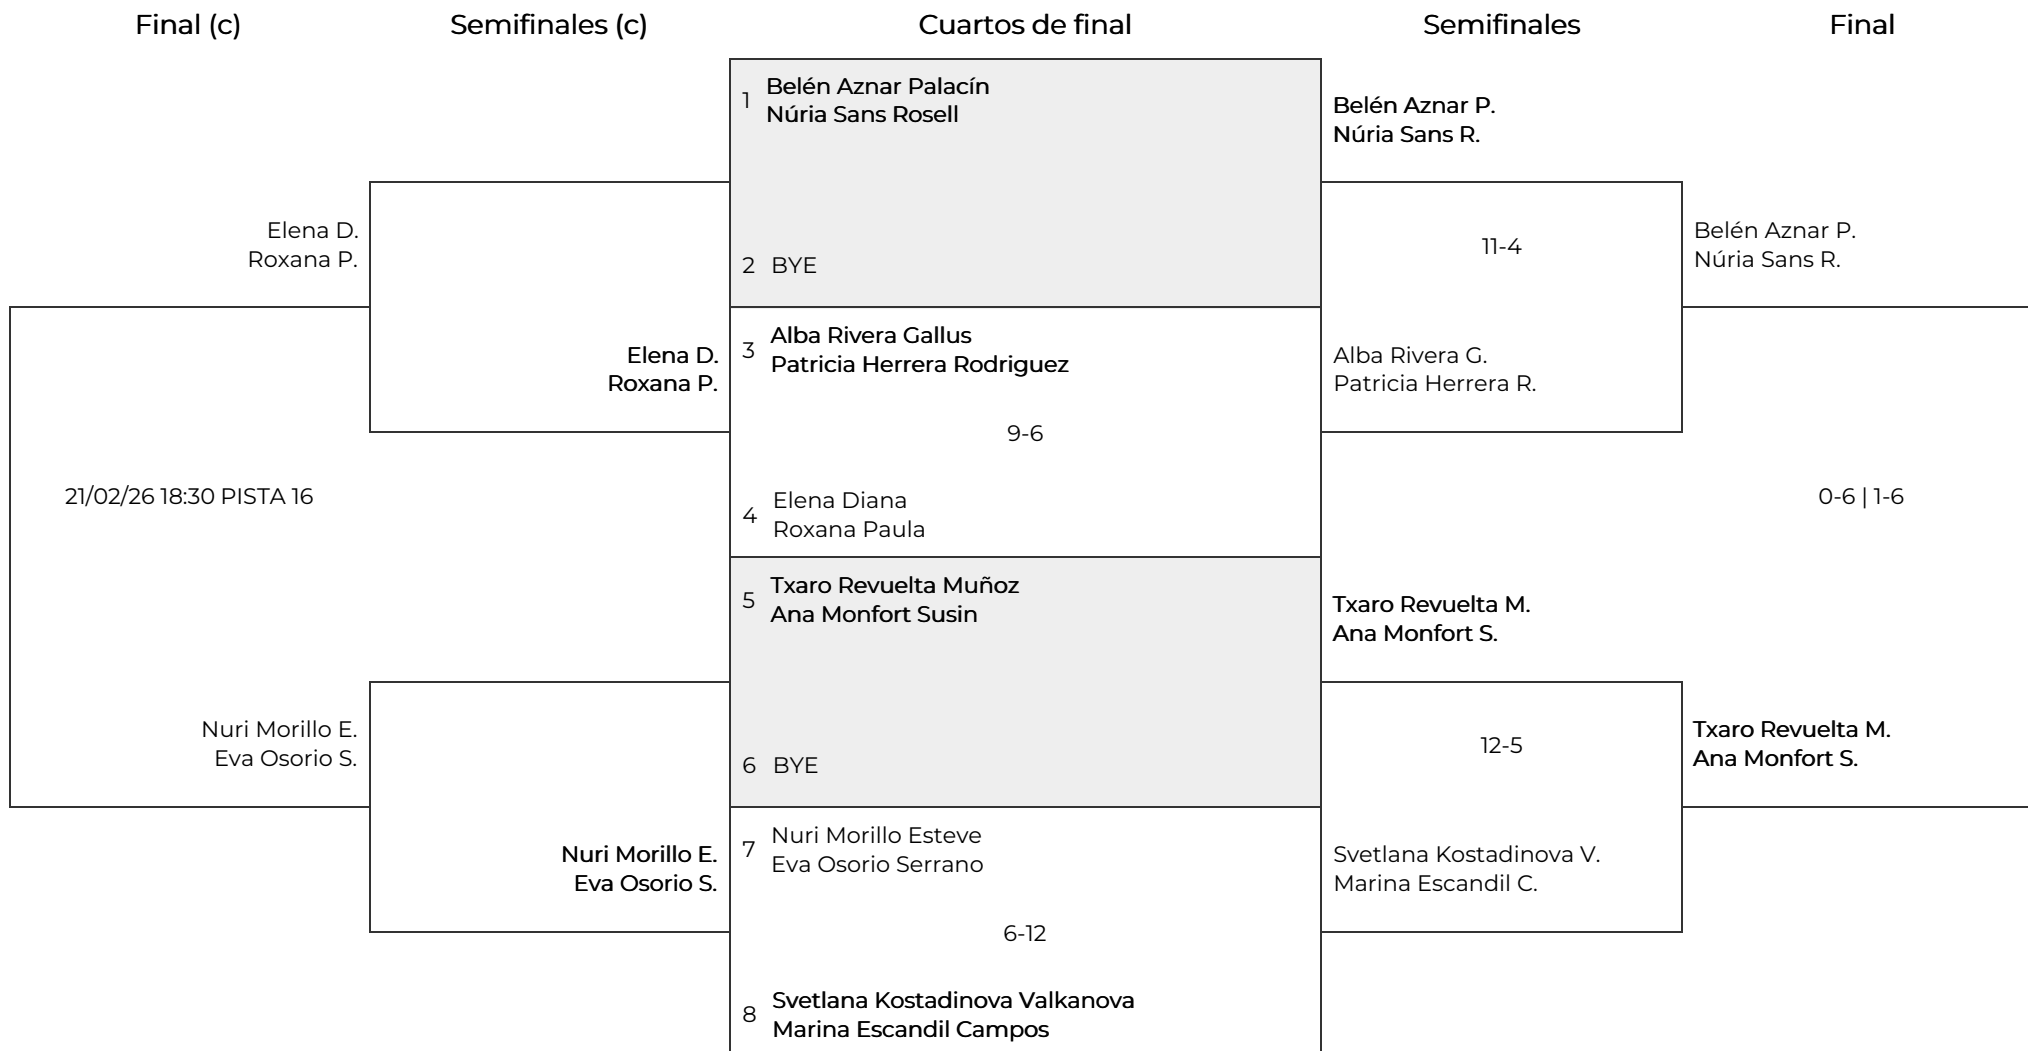 Final (c)
Semifinales (c)
Cuartos de final
Semifinales
Final
Elena D.
Roxana P.
21/02/26 18:30 PISTA 16
Nuri Morillo E.
Eva Osorio S.
Elena D.
Roxana P.
Nuri Morillo E.
Eva Osorio S.
1 Belén Aznar Palacín
Núria Sans Rosell
2 BYE
3 Alba Rivera Gallus
Patricia Herrera Rodriguez
9-6
4 Elena Diana
Roxana Paula
5 Txaro Revuelta Muñoz
Ana Monfort Susin
6 BYE
7 Nuri Morillo Esteve
Eva Osorio Serrano
6-12
8 Svetlana Kostadinova Valkanova
Marina Escandil Campos
Belén Aznar P.
Núria Sans R.
11-4
Alba Rivera G.
Patricia Herrera R.
Txaro Revuelta M.
Ana Monfort S.
12-5
Svetlana Kostadinova V.
Marina Escandil C.
Belén Aznar P.
Núria Sans R.
0-6 | 1-6
Txaro Revuelta M.
Ana Monfort S.